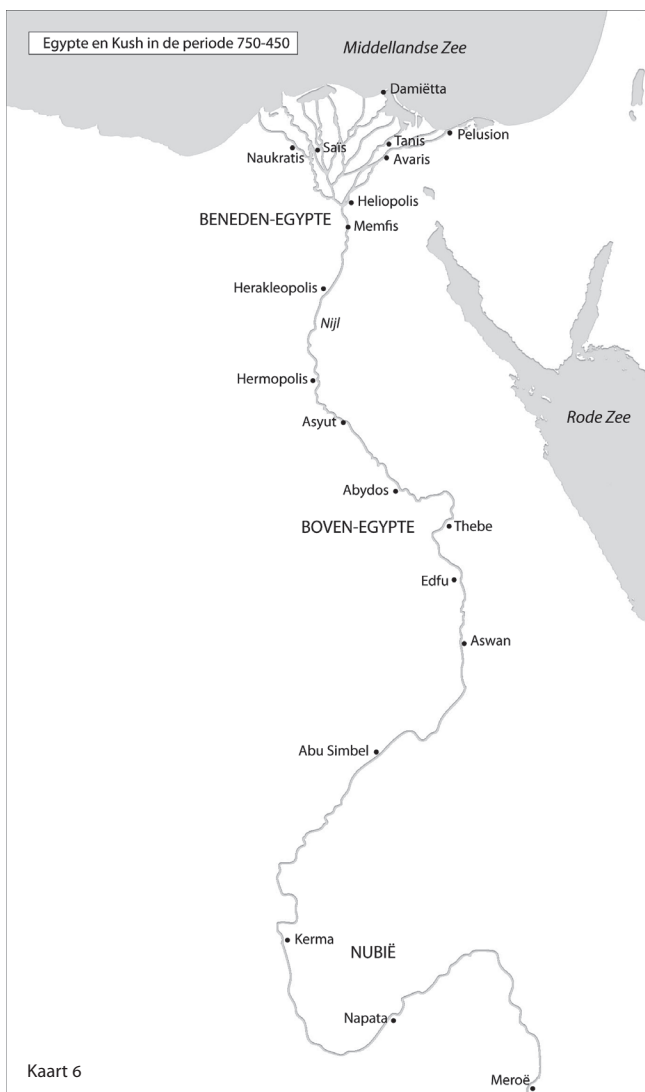 Egypte en Kush in de periode 750-450
Middellandse Zee
Damiëtta
Pelusion
Tanis
Saïs
Naukratis
Avaris
Heliopolis
BENEDEN-EGYPTE
Memfis
Herakleopolis
Nijl
Hermopolis
Rode Zee
Asyut
Abydos
BOVEN-EGYPTE
Thebe
Edfu
Aswan
Abu Simbel
Kerma
NUBIË
Napata
Kaart 6
Meroë